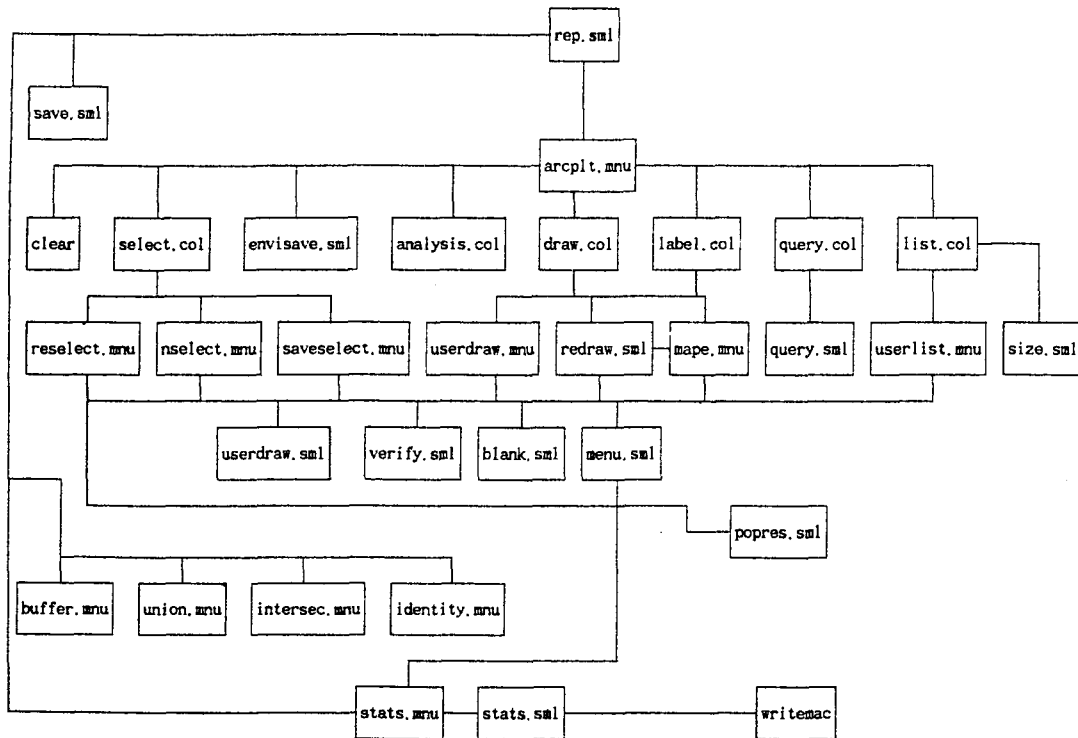 rep.sml
save.sml
arcplt.mnu
clear
select.col
envisave.sml
analysis.col
draw.col
label.col
query.col
list.col
reselect.mnu
nselect.mnu
saveselect.mnu
userdraw.mnu
redraw.sml
mape.mnu
query.sml
userlist.mnu
size.sml
userdraw.sml
verify.sml
blank.sml
menu.sml
popres.sml
buffer.mnu
union.mnu
intersec.mnu
identity.mnu
stats.mnu
stats.sml
writemac